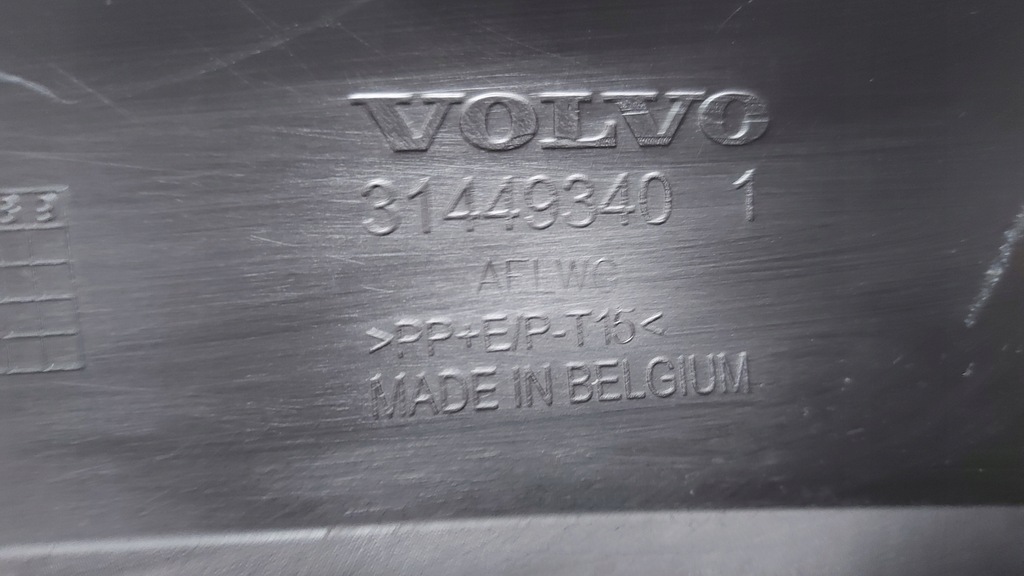 VOLVO
31449340 1
AFLWG
>PP+E/P-T15<
MADE IN BELGIUM